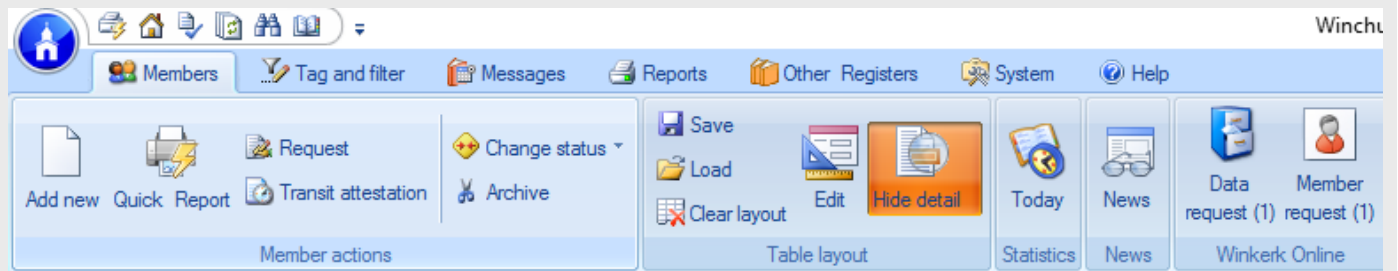 Winchu
Members Tag and filter Messages Reports Other Registers System Help
Add new
Quick Report
Request
Transit attestation
Change status
Archive
Member actions
Save
Load
Clear layout
Edit
Hide detail
Table layout
Today
Statistics
News
News
Data
request (1)
Member
request (1)
Winkerk Online